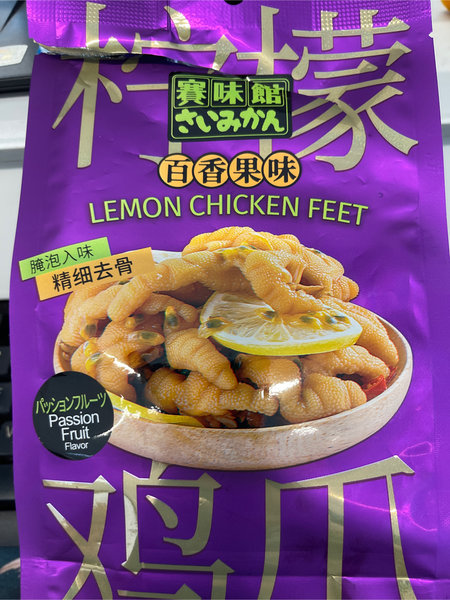 柠檬
賽味館
さいみかん
百香果味
LEMON CHICKEN FEET
腌泡入味
精细去骨
パッションフルーツ
Passion
Fruit
Flavor
鸡爪